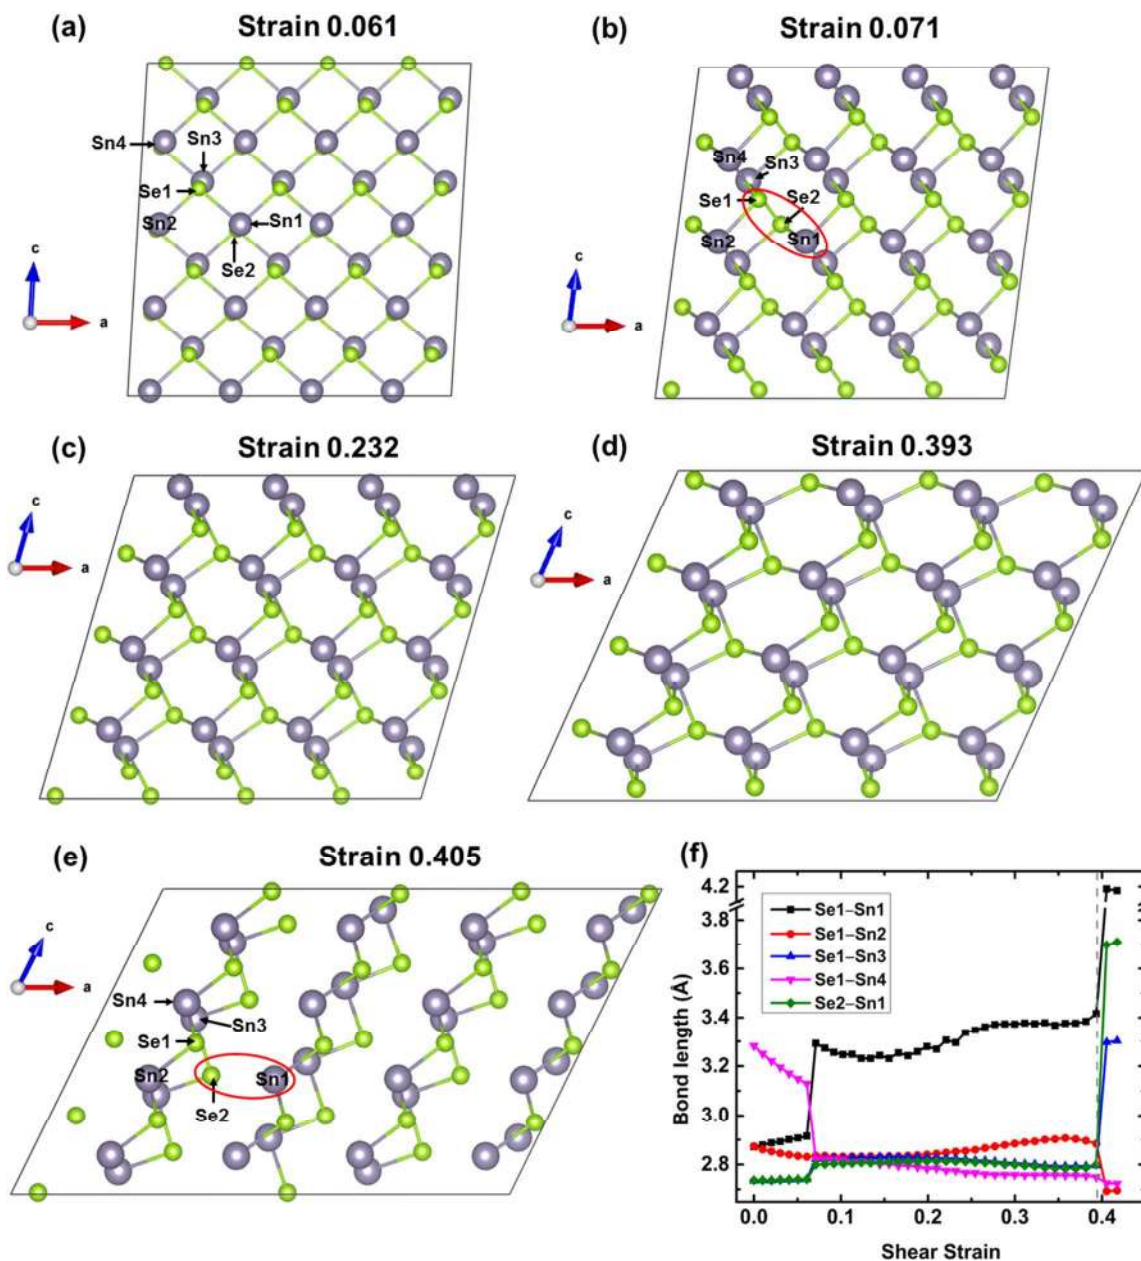 (a) Strain 0.061
Sn4
Sn3
Se1
Sn2
Sn1
Se2
c
a
(b) Strain 0.071
Sn4
Sn3
Se1
Se2
Sn2
Sn1
c
a
(c) Strain 0.232
c
a
(d) Strain 0.393
c
a
(e) Strain 0.405
c
a
Sn4
Sn3
Se1
Sn2
Sn1
Se2
(f)
4.2
3.8
3.6
3.4
3.2
3.0
2.8
Bond length (Å)
Se1–Sn1
Se1–Sn2
Se1–Sn3
Se1–Sn4
Se2–Sn1
0.0 0.1 0.2 0.3 0.4
Shear Strain